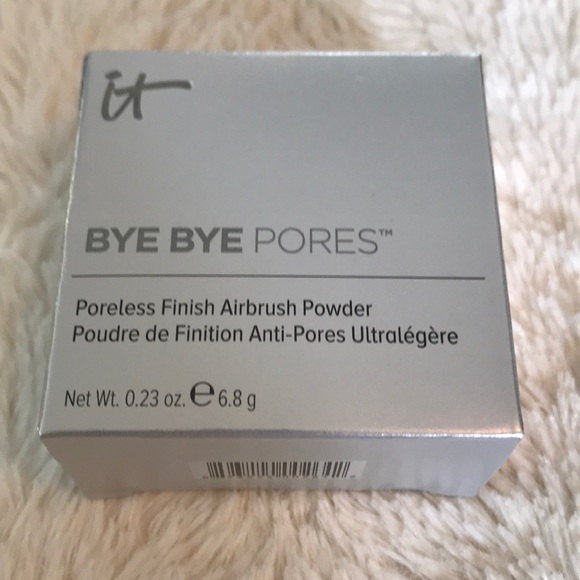 it
BYE BYE PORES™
Poreless Finish Airbrush Powder
Poudre de Finition Anti-Pores Ultralégère
Net Wt. 0.23 oz. ℮ 6.8 g